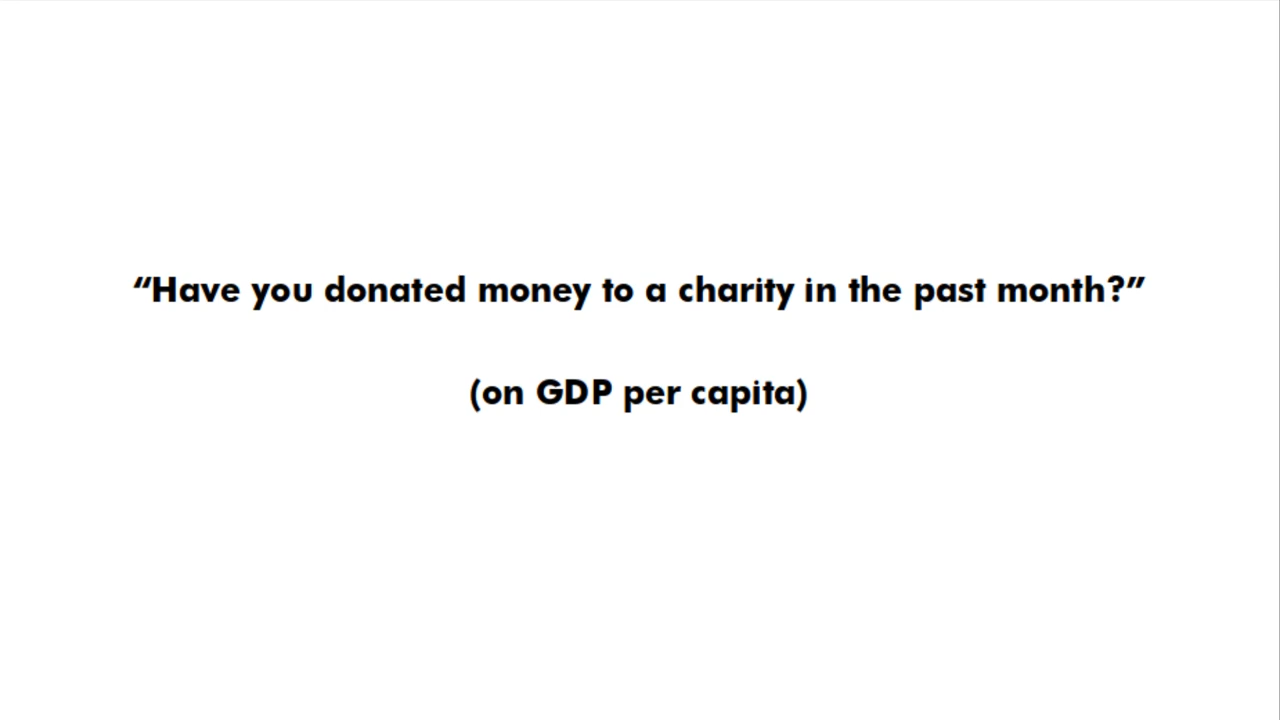 “Have you donated money to a charity in the past month?”
(on GDP per capita)